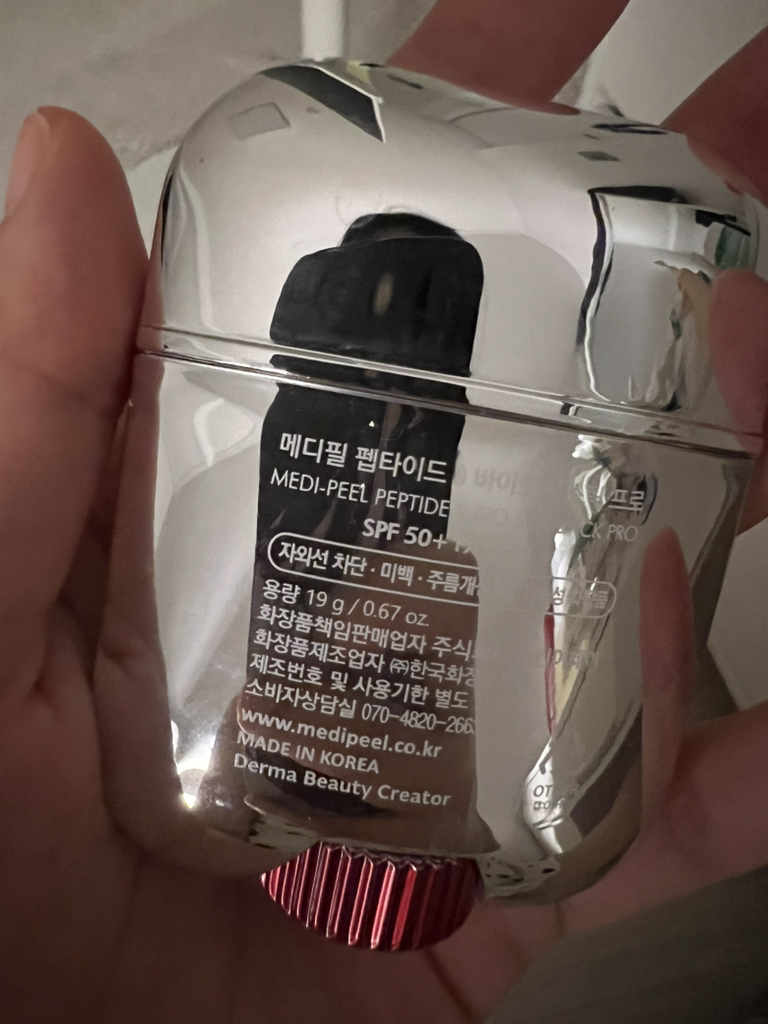 메디필 펩타이드 프로
MEDI-PEEL PEPTIDE CK PRO
SPF 50+
자외선 차단 · 미백 · 주름개
용량 19 g / 0.67 oz.
화장품책임판매업자 주식
화장품제조업자 ㈜한국화장
제조번호 및 사용기한 별도
소비자상담실 070-4820-266
www.medipeel.co.kr
MADE IN KOREA
Derma Beauty Creator